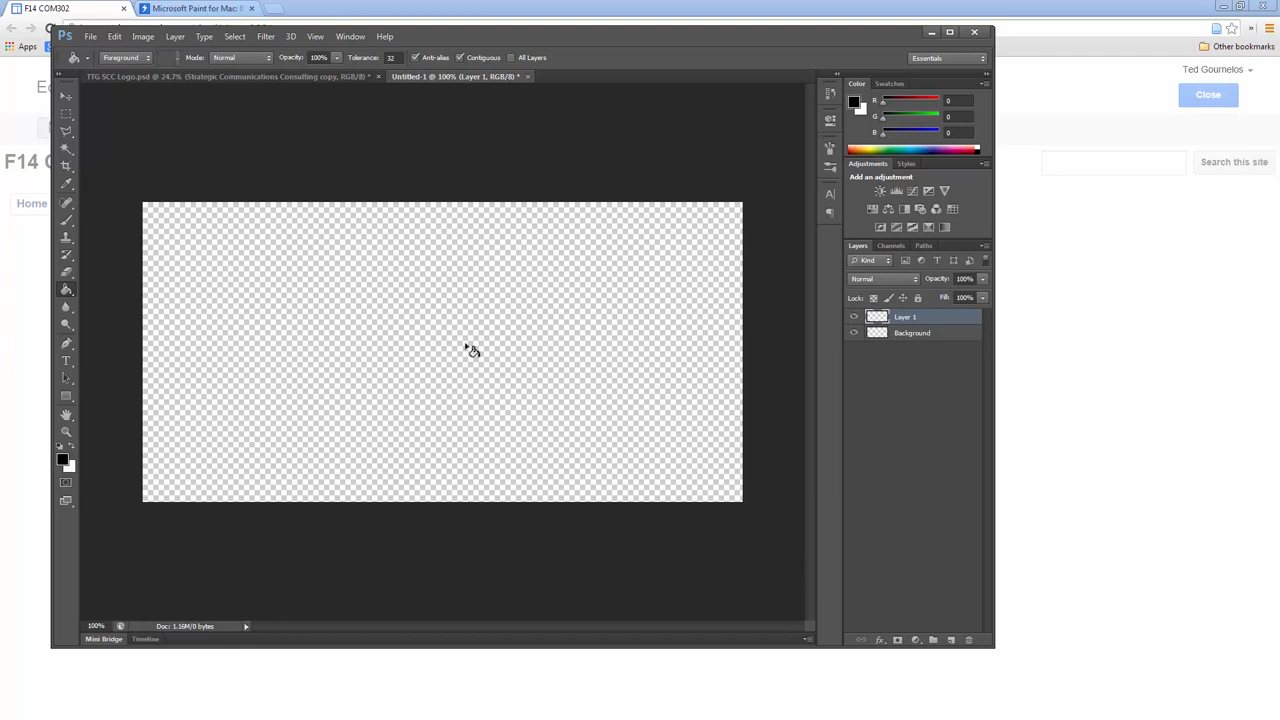 F14 COM302
Microsoft Paint for Mac:
Apps
Other bookmarks
Ps File Edit Image Layer Type Select Filter 3D View Window Help
Foreground Mode: Normal Opacity: 100% Tolerance: 32 Anti-alias Contiguous All Layers Essentials
TTG SCC Logo.psd @ 24.7% (Strategic Communications Consulting copy, RGB/8) * × Untitled-1 @ 100% (Layer 1, RGB/8) * ×
Ted Gournelos
Close
F14
Search this site
Home
Color Swatches
R 0
G 0
B 0
Adjustments Styles
Add an adjustment
Layers Channels Paths
Kind
Normal Opacity: 100%
Lock: Fill: 100%
Layer 1
Background
100% Doc: 1.16M/0 bytes
Mini Bridge Timeline